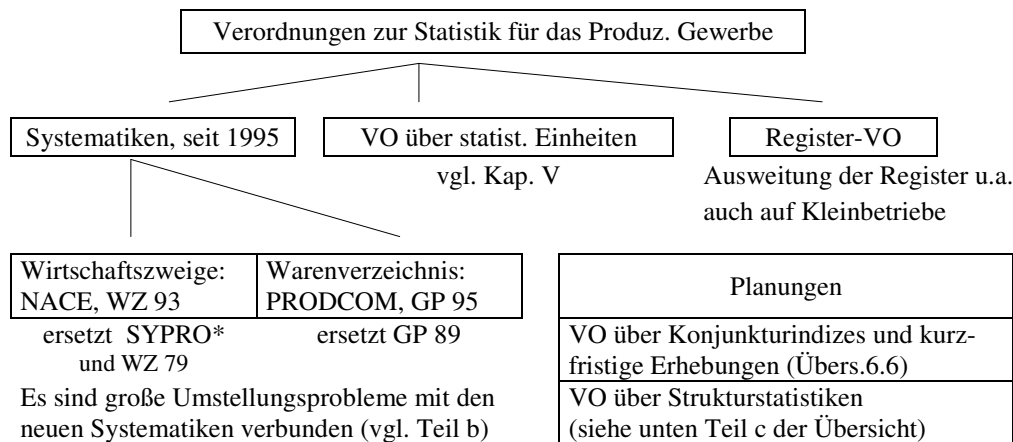 Verordnungen zur Statistik für das Produz. Gewerbe
Systematiken, seit 1995
VO über statist. Einheiten
vgl. Kap. V
Register-VO
Ausweitung der Register u.a.
auch auf Kleinbetriebe
Wirtschaftszweige:
NACE, WZ 93
ersetzt SYPRO*
und WZ 79
Warenverzeichnis:
PRODCOM, GP 95
ersetzt GP 89
Es sind große Umstellungsprobleme mit den
neuen Systematiken verbunden (vgl. Teil b)
Planungen
VO über Konjunkturindizes und kurz-
fristige Erhebungen (Übers.6.6)
VO über Strukturstatistiken
(siehe unten Teil c der Übersicht)